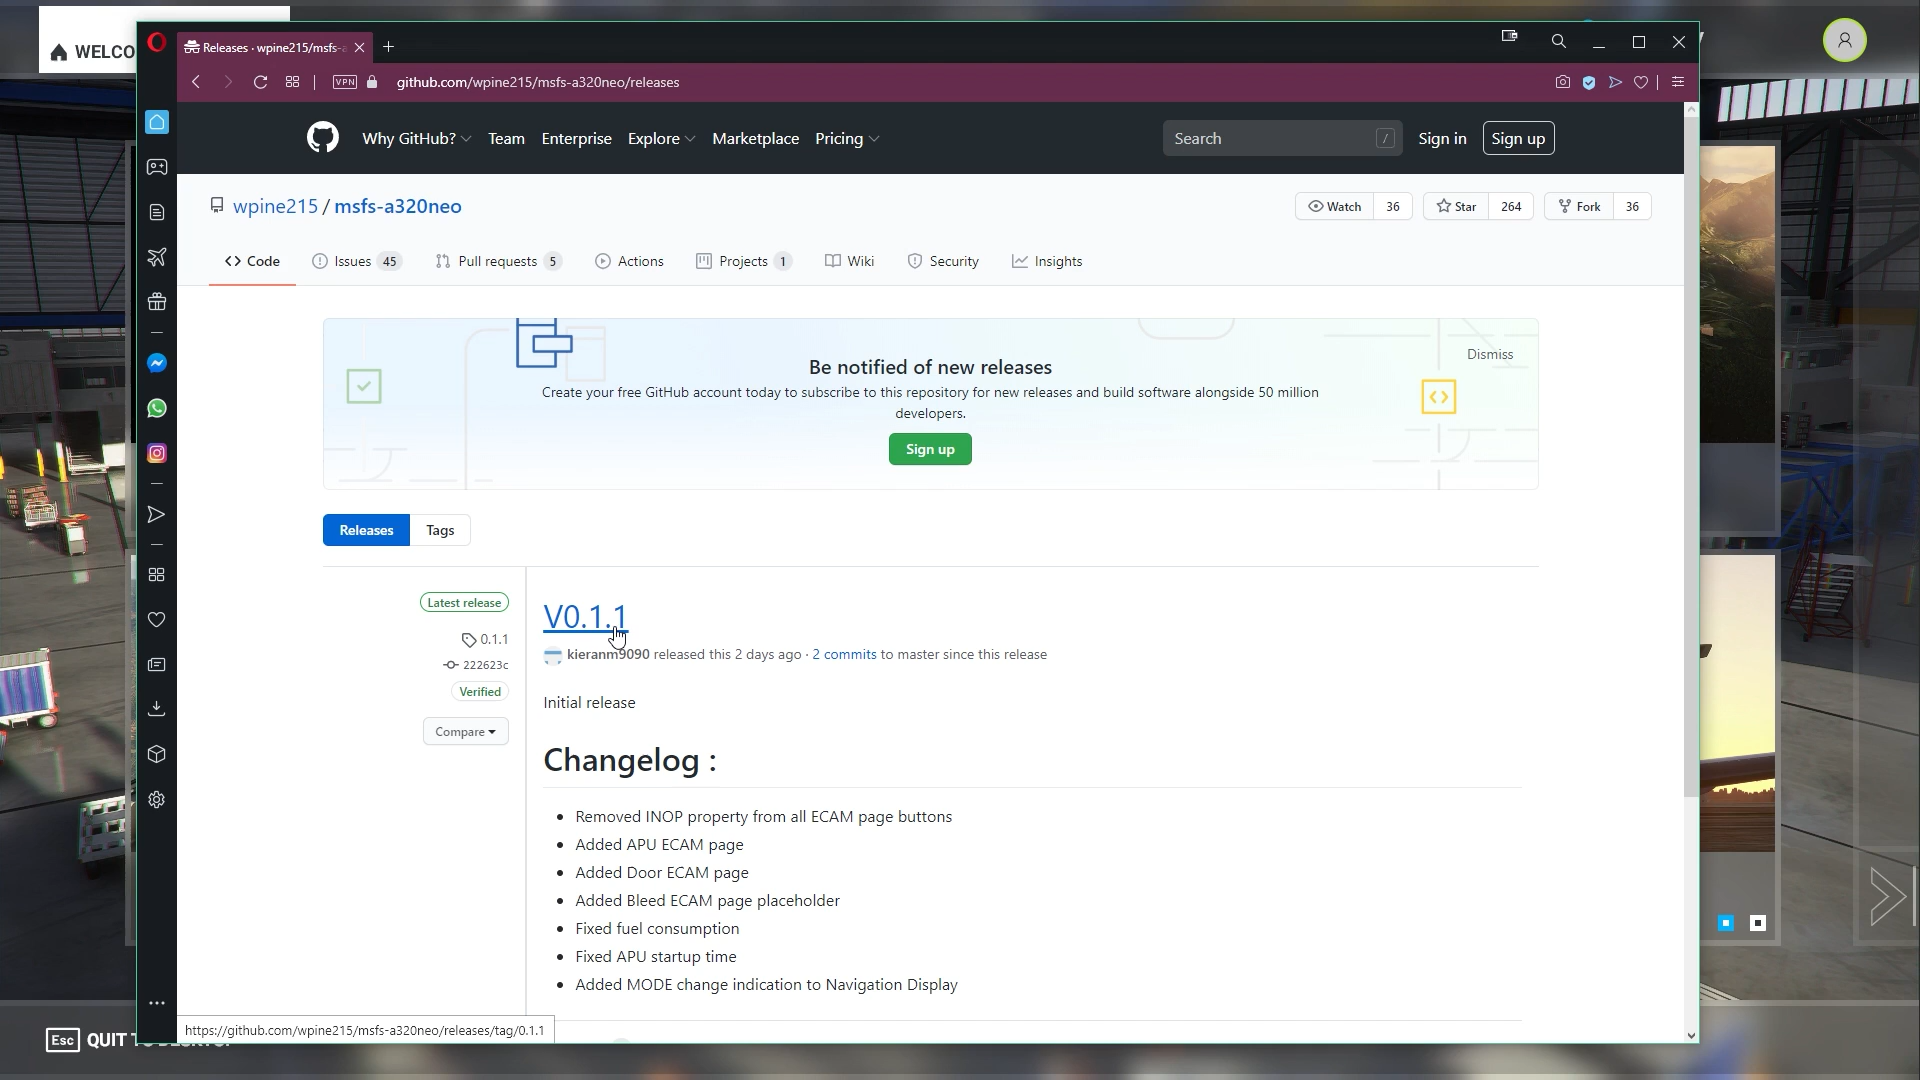 WELCO
Releases · wpine215/msfs-a
VPN
github.com/wpine215/msfs-a320neo/releases
Why GitHub? Team Enterprise Explore Marketplace Pricing
Search /
Sign in Sign up
wpine215 / msfs-a320neo
Watch 36 Star 264 Fork 36
Code Issues 45 Pull requests 5 Actions Projects 1 Wiki Security Insights
Be notified of new releases
Dismiss
Create your free GitHub account today to subscribe to this repository for new releases and build software alongside 50 million
developers.
Sign up
Releases Tags
Latest release
V0.1.1
0.1.1
kieranm9090 released this 2 days ago · 2 commits to master since this release
222623c
Verified
Initial release
Compare
Changelog :
Removed INOP property from all ECAM page buttons
Added APU ECAM page
Added Door ECAM page
Added Bleed ECAM page placeholder
Fixed fuel consumption
Fixed APU startup time
Added MODE change indication to Navigation Display
https://github.com/wpine215/msfs-a320neo/releases/tag/0.1.1
Esc QUIT